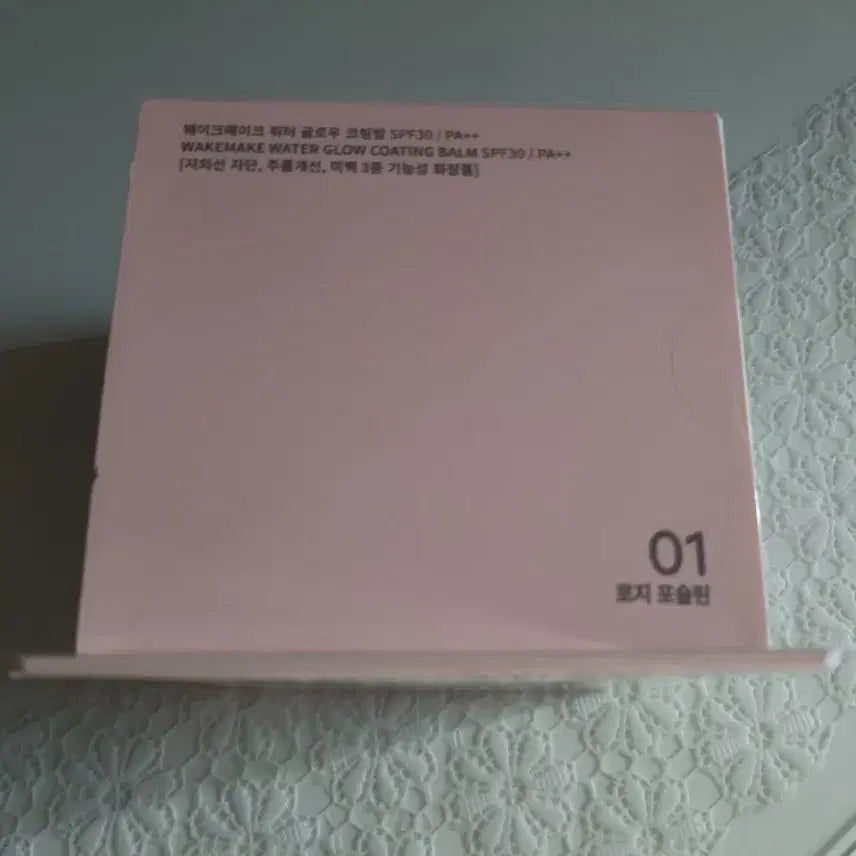 웨이크메이크 워터 글로우 코팅밤 SPF30 / PA++
WAKEMAKE WATER GLOW COATING BALM SPF30 / PA++
[자외선 차단, 주름개선, 미백 3중 기능성 화장품]
01
로지 포슬린